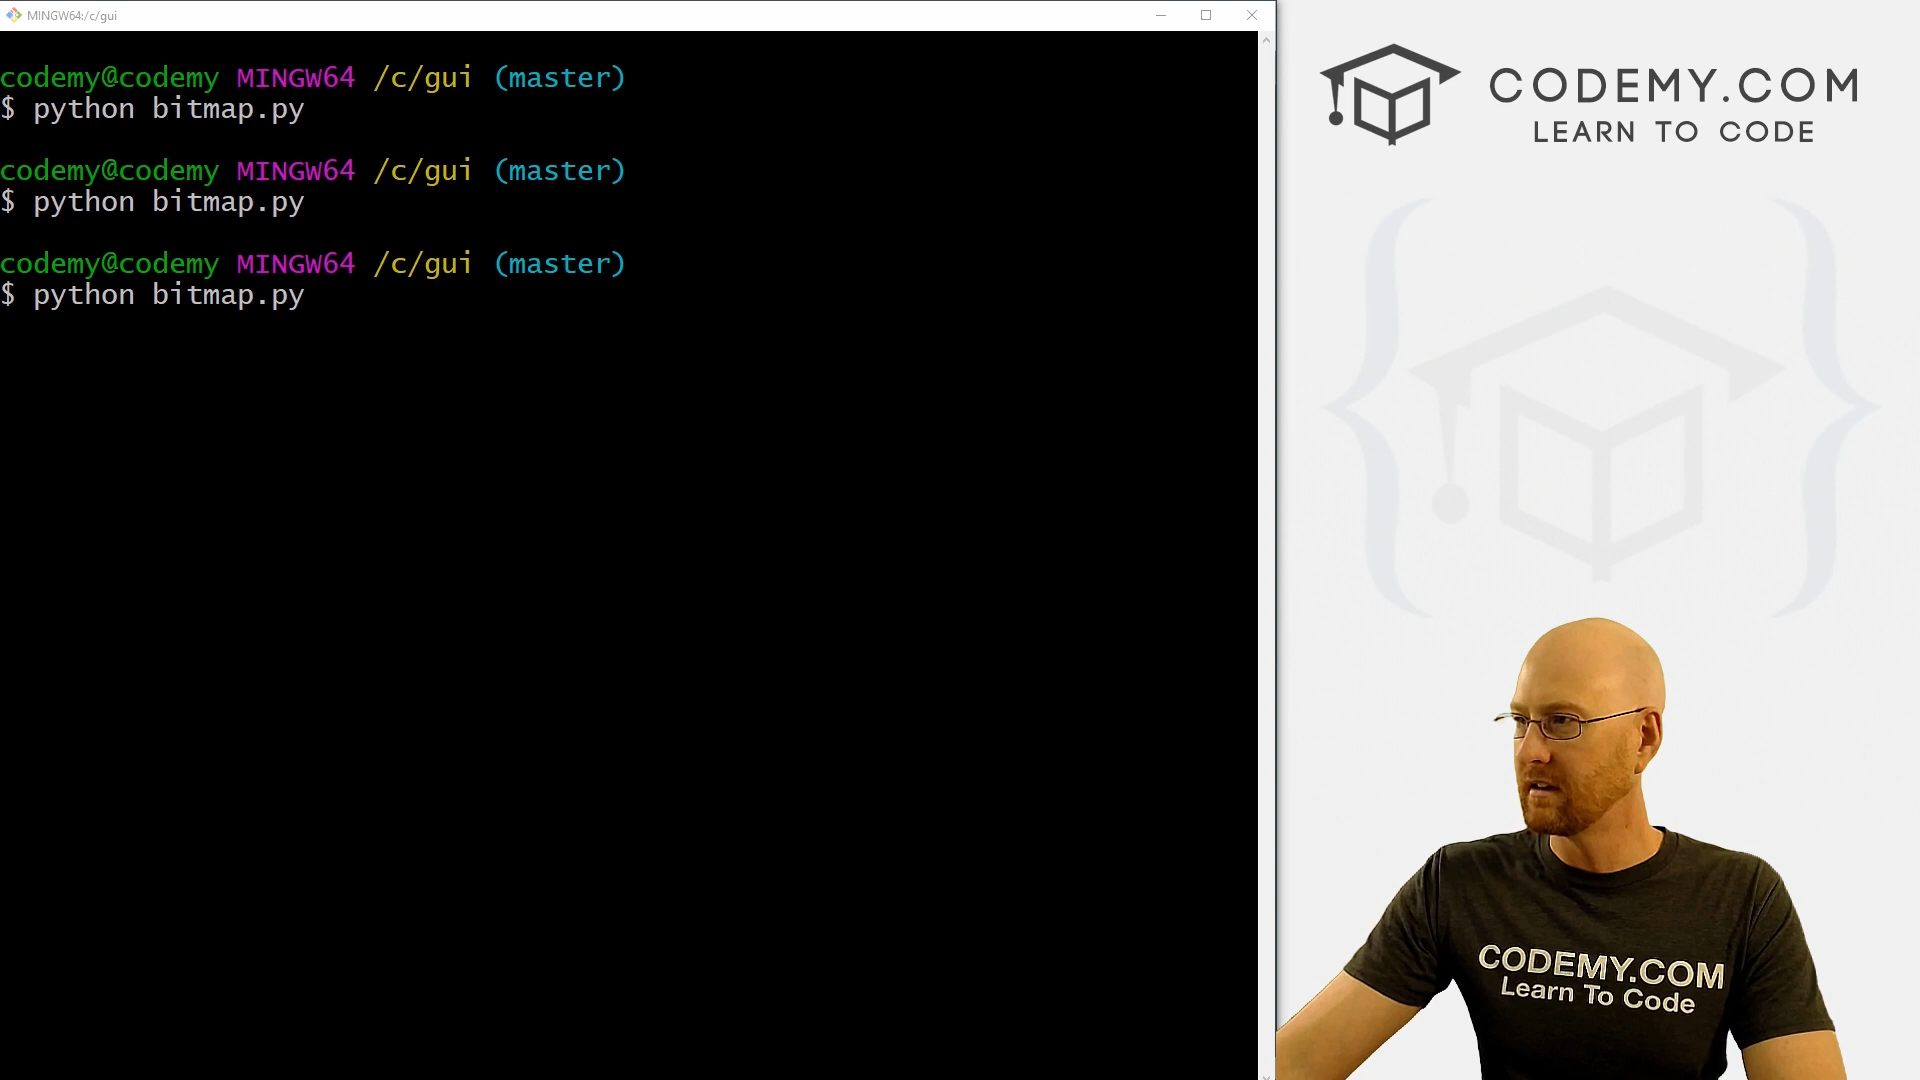 MINGW64:/c/gui
codemy@codemy MINGW64 /c/gui (master)
$ python bitmap.py
codemy@codemy MINGW64 /c/gui (master)
$ python bitmap.py
codemy@codemy MINGW64 /c/gui (master)
$ python bitmap.py
CODEMY.COM
LEARN TO CODE
CODEMY.COM
Learn To Code